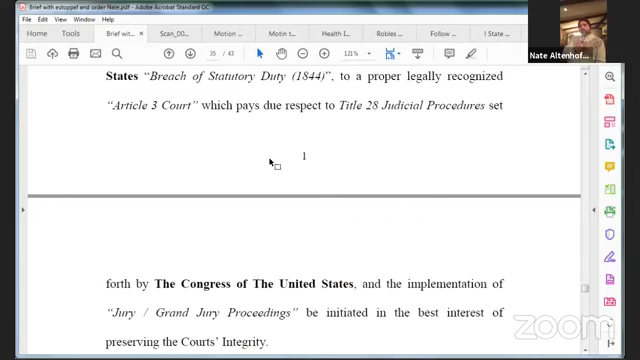 Brief with estoppel and order Nate.pdf - Adobe Acrobat Standard DC
File Edit View Window Help
Home Tools Brief wit... × Scan_00... Motion ... Motion t... Health I... Robles ... Follow ... ! State ...
35 / 43 121%
Nate Altenhof...
States "Breach of Statutory Duty (1844)", to a proper legally recognized
"Article 3 Court" which pays due respect to Title 28 Judicial Procedures set
1
forth by The Congress of The United States, and the implementation of
"Jury / Grand Jury Proceedings" be initiated in the best interest of
preserving the Courts' Integrity.
zoom